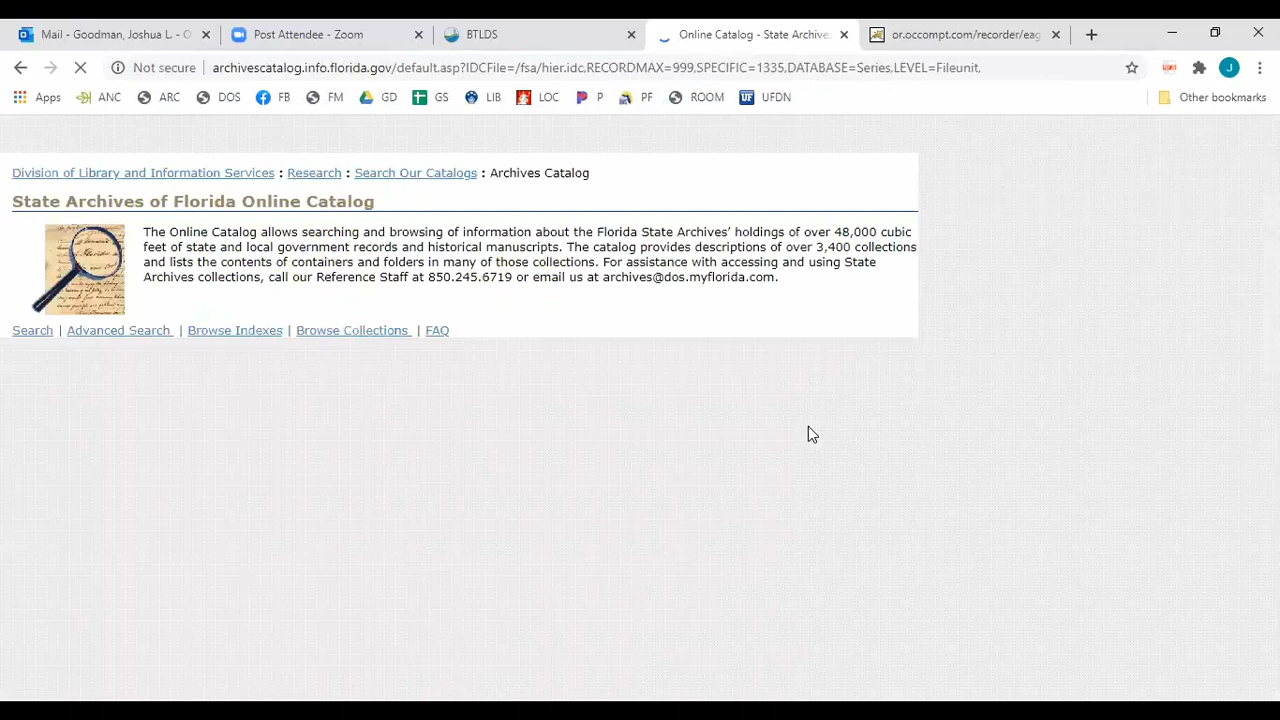 Mail - Goodman, Joshua L. - O
Post Attendee - Zoom
BTLDS
Online Catalog - State Archives
or.occompt.com/recorder/eag
Not secure
archivescatalog.info.florida.gov/default.asp?IDCFile=/fsa/hier.idc,RECORDMAX=999,SPECIFIC=1335,DATABASE=Series,LEVEL=Fileunit,
J
Apps ANC ARC DOS FB FM GD GS LIB LOC P PF ROOM UFDN Other bookmarks
Division of Library and Information Services : Research : Search Our Catalogs : Archives Catalog
State Archives of Florida Online Catalog
The Online Catalog allows searching and browsing of information about the Florida State Archives' holdings of over 48,000 cubic
feet of state and local government records and historical manuscripts. The catalog provides descriptions of over 3,400 collections
and lists the contents of containers and folders in many of those collections. For assistance with accessing and using State
Archives collections, call our Reference Staff at 850.245.6719 or email us at archives@dos.myflorida.com.
Search | Advanced Search | Browse Indexes | Browse Collections | FAQ